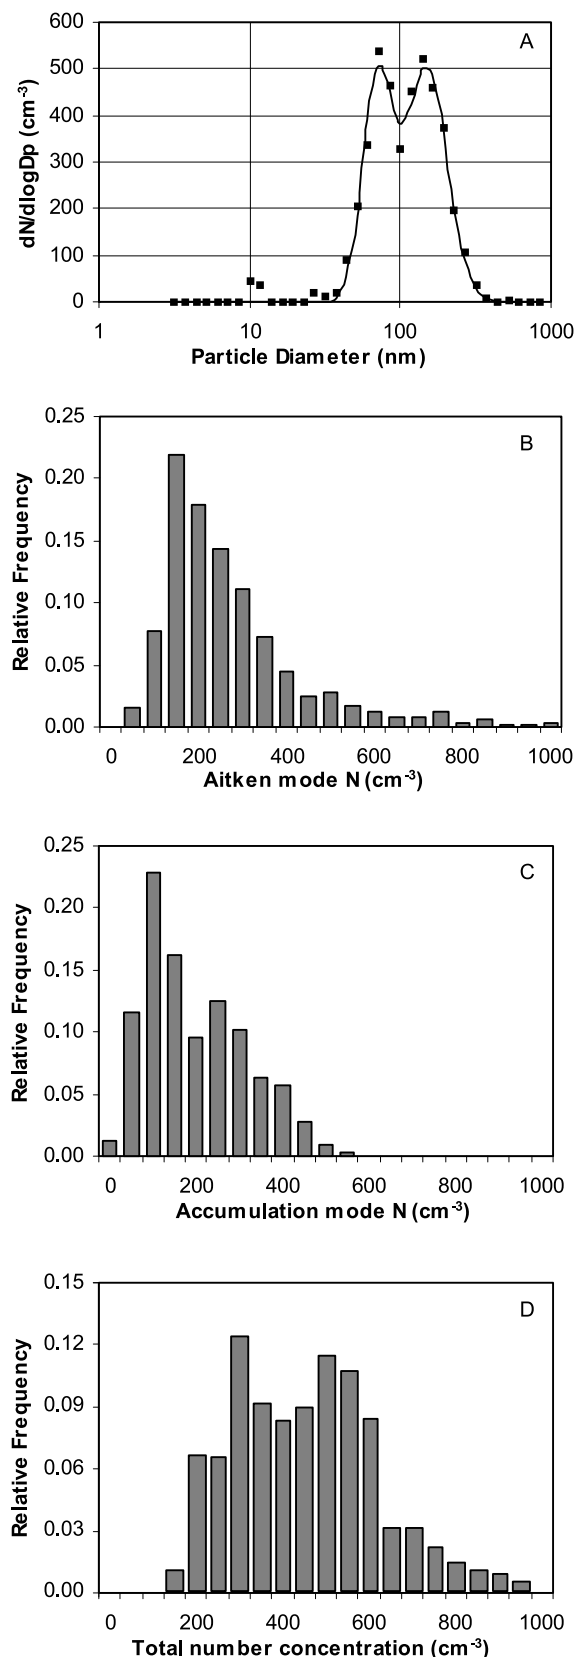 600
500
400
300
200
100
0
dN/dlogDp (cm-3)
A
1 10 100 1000
Particle Diameter (nm)
0.25
0.20
0.15
0.10
0.05
0.00
Relative Frequency
B
0 200 400 600 800 1000
Aitken mode N (cm-3)
0.25
0.20
0.15
0.10
0.05
0.00
Relative Frequency
C
0 200 400 600 800 1000
Accumulation mode N (cm-3)
0.15
0.12
0.09
0.06
0.03
0.00
Relative Frequency
D
0 200 400 600 800 1000
Total number concentration (cm-3)